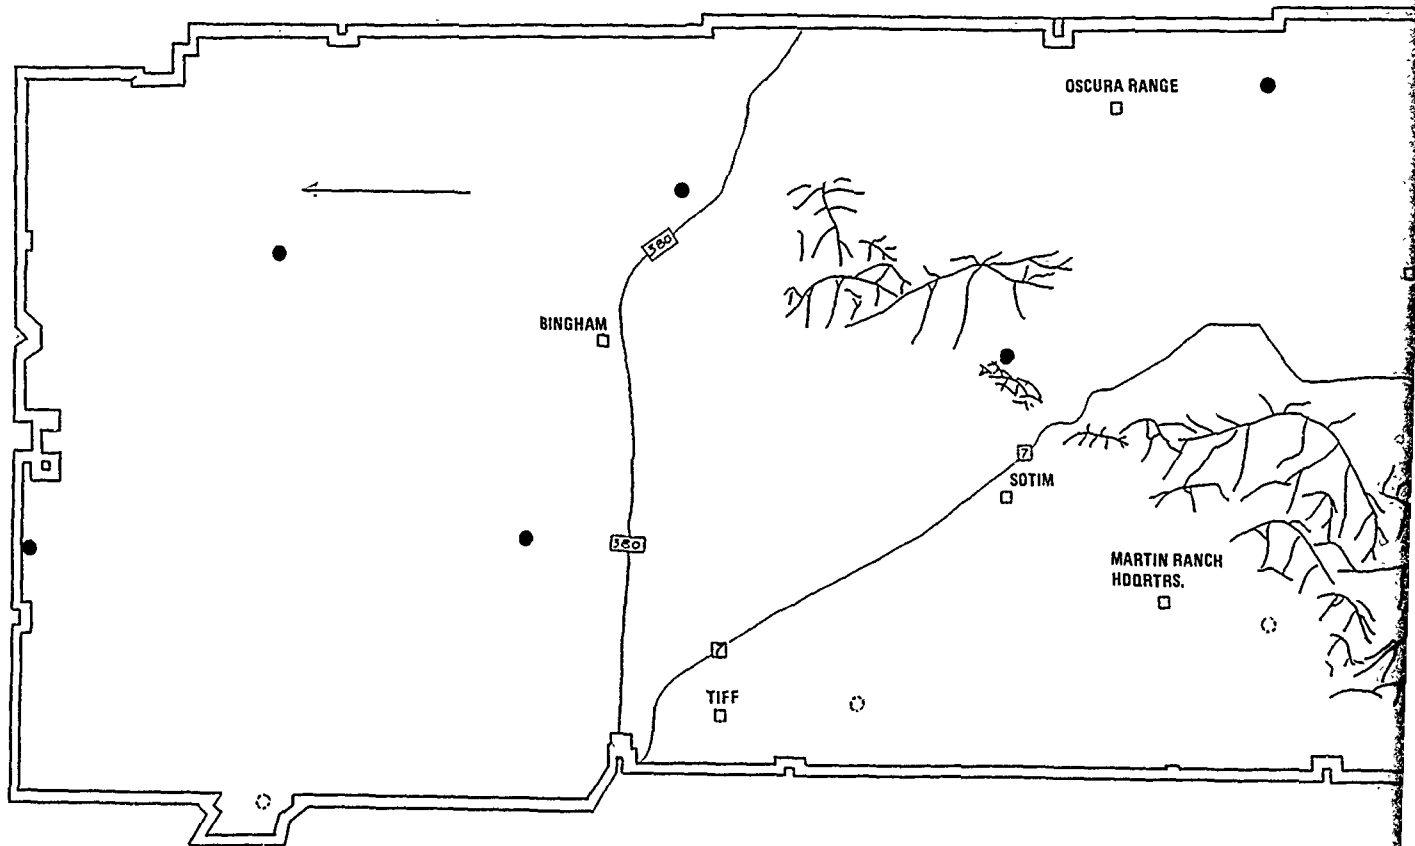 OSCURA RANGE
380
BINGHAM
7
SOTIM
380
MARTIN RANCH
HDQRTRS.
7
TIFF